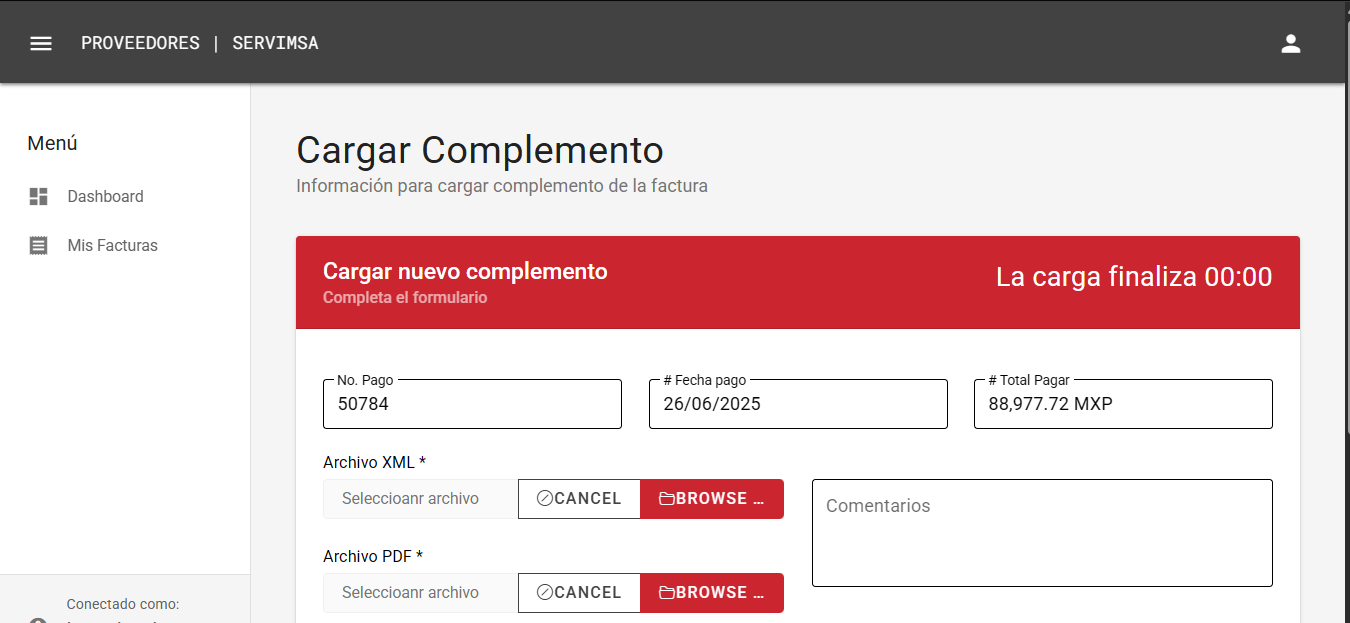 PROVEEDORES | SERVIMSA
Menú
Dashboard
Mis Facturas
Conectado como:
Cargar Complemento
Información para cargar complemento de la factura
Cargar nuevo complemento
Completa el formulario
La carga finaliza 00:00
No. Pago
50784
# Fecha pago
26/06/2025
# Total Pagar
88,977.72 MXP
Archivo XML *
Seleccioanr archivo
CANCEL
BROWSE …
Comentarios
Archivo PDF *
Seleccioanr archivo
CANCEL
BROWSE …